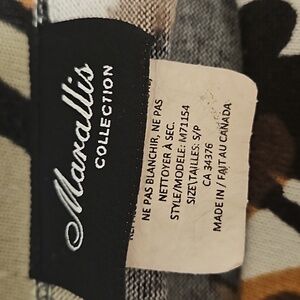 Marallis
COLLECTION
NE PAS BLANCHIR, NE PAS
NETTOYER À SEC.
STYLE/MODELE: M71154
SIZE\TAILLES: S/P
CA 34376
MADE IN / FAIT AU CANADA